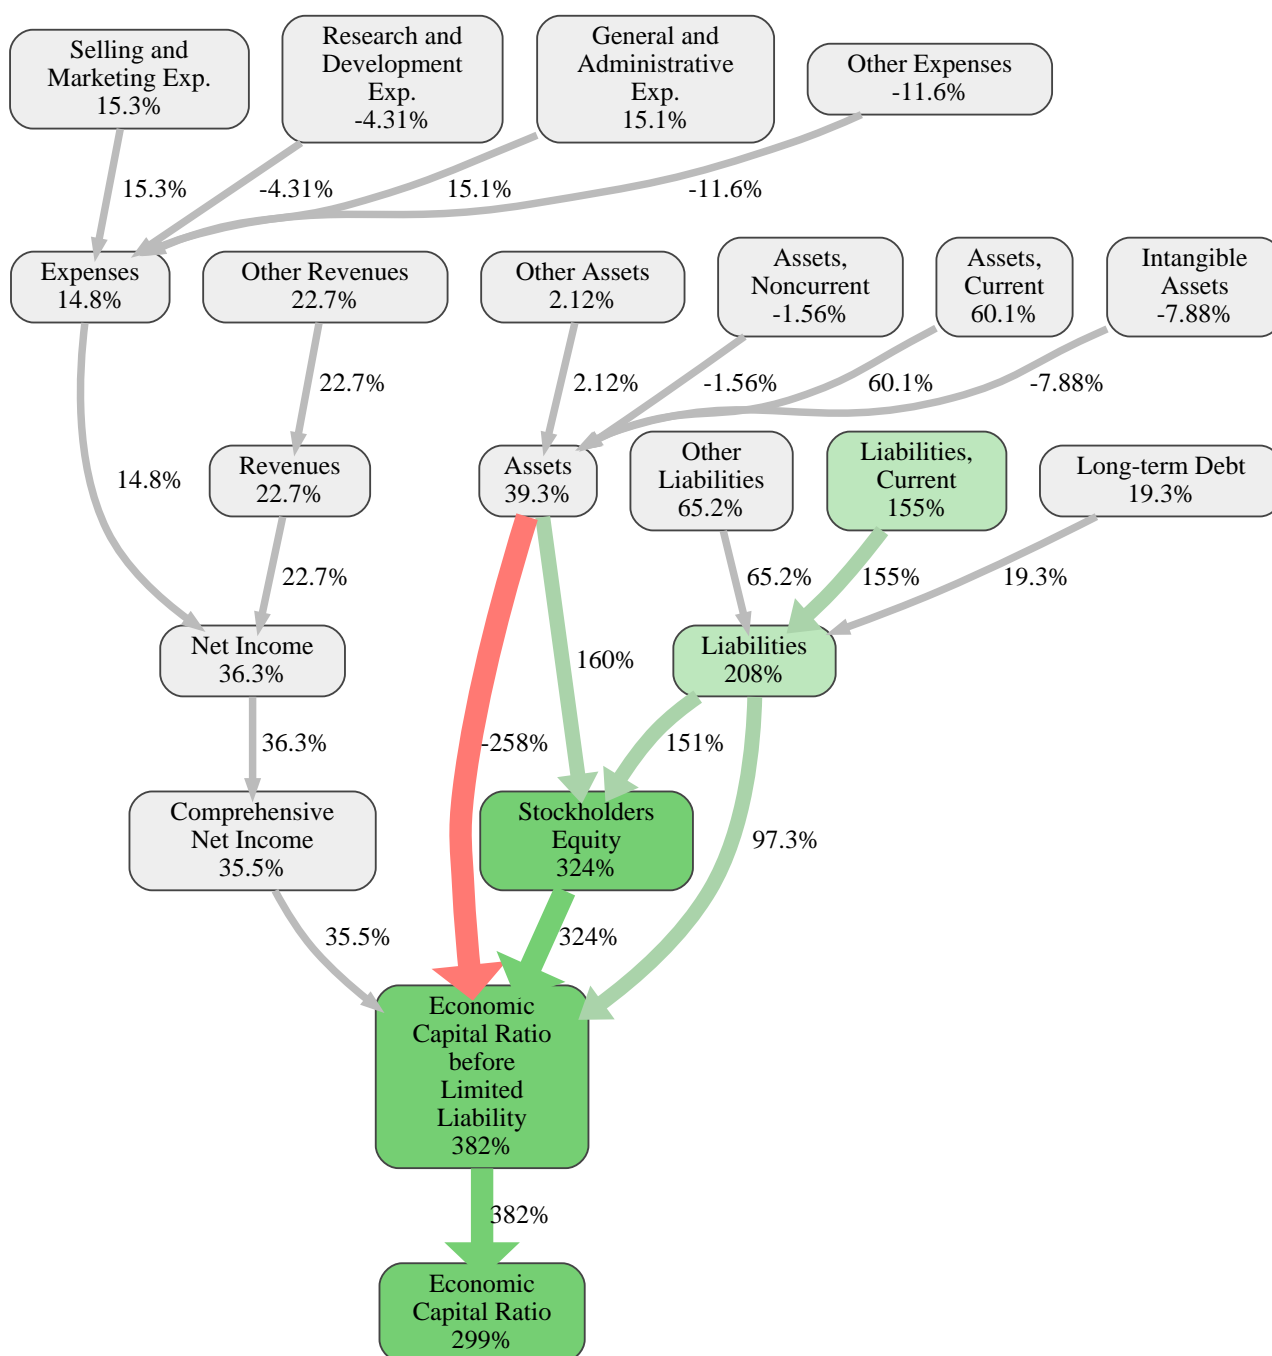 Selling and
Marketing Exp.
15.3%
Research and
Development
Exp.
-4.31%
General and
Administrative
Exp.
15.1%
Other Expenses
-11.6%
15.3%
-4.31%
15.1%
-11.6%
Expenses
14.8%
Other Revenues
22.7%
Other Assets
2.12%
Assets,
Noncurrent
-1.56%
Assets,
Current
60.1%
Intangible
Assets
-7.88%
22.7%
2.12%
-1.56%
60.1%
-7.88%
14.8%
Revenues
22.7%
Assets
39.3%
Other
Liabilities
65.2%
Liabilities,
Current
155%
Long-term Debt
19.3%
22.7%
65.2%
155%
19.3%
Net Income
36.3%
160%
Liabilities
208%
36.3%
-258%
151%
Comprehensive
Net Income
35.5%
Stockholders
Equity
324%
97.3%
35.5%
324%
Economic
Capital Ratio
before
Limited
Liability
382%
382%
Economic
Capital Ratio
299%